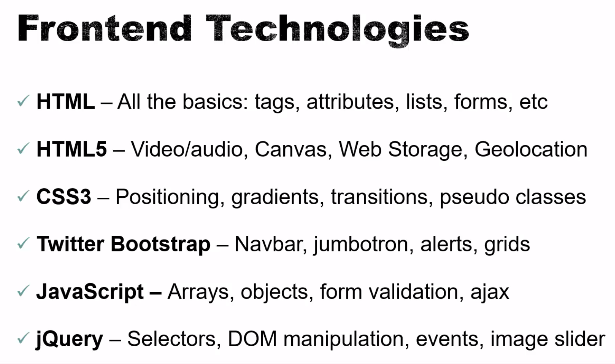 Frontend Technologies
✓ HTML – All the basics: tags, attributes, lists, forms, etc
✓ HTML5 – Video/audio, Canvas, Web Storage, Geolocation
✓ CSS3 – Positioning, gradients, transitions, pseudo classes
✓ Twitter Bootstrap – Navbar, jumbotron, alerts, grids
✓ JavaScript – Arrays, objects, form validation, ajax
✓ jQuery – Selectors, DOM manipulation, events, image slider